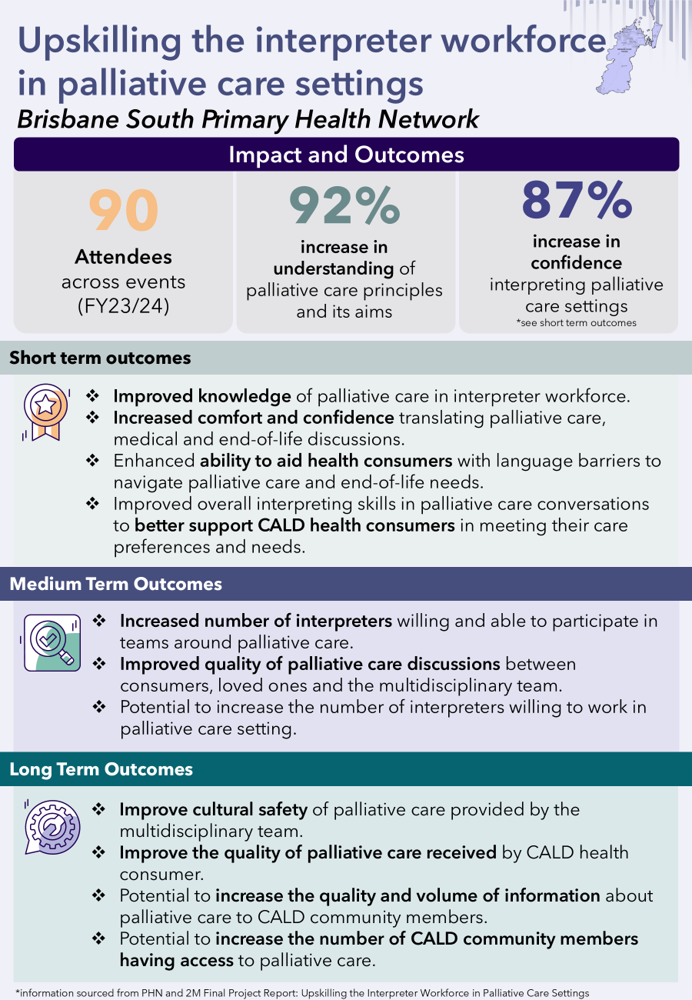 Upskilling the interpreter workforce
in palliative care settings
Brisbane South Primary Health Network
Impact and Outcomes
90
Attendees
across events
(FY23/24)
92%
increase in
understanding of
palliative care principles
and its aims
87%
increase in
confidence
interpreting palliative
care settings
*see short term outcomes
Short term outcomes
❖ Improved knowledge of palliative care in interpreter workforce.
❖ Increased comfort and confidence translating palliative care,
medical and end-of-life discussions.
❖ Enhanced ability to aid health consumers with language barriers to
navigate palliative care and end-of-life needs.
❖ Improved overall interpreting skills in palliative care conversations
to better support CALD health consumers in meeting their care
preferences and needs.
Medium Term Outcomes
❖ Increased number of interpreters willing and able to participate in
teams around palliative care.
❖ Improved quality of palliative care discussions between
consumers, loved ones and the multidisciplinary team.
❖ Potential to increase the number of interpreters willing to work in
palliative care setting.
Long Term Outcomes
❖ Improve cultural safety of palliative care provided by the
multidisciplinary team.
❖ Improve the quality of palliative care received by CALD health
consumer.
❖ Potential to increase the quality and volume of information about
palliative care to CALD community members.
❖ Potential to increase the number of CALD community members
having access to palliative care.
*information sourced from PHN and 2M Final Project Report: Upskilling the Interpreter Workforce in Palliative Care Settings